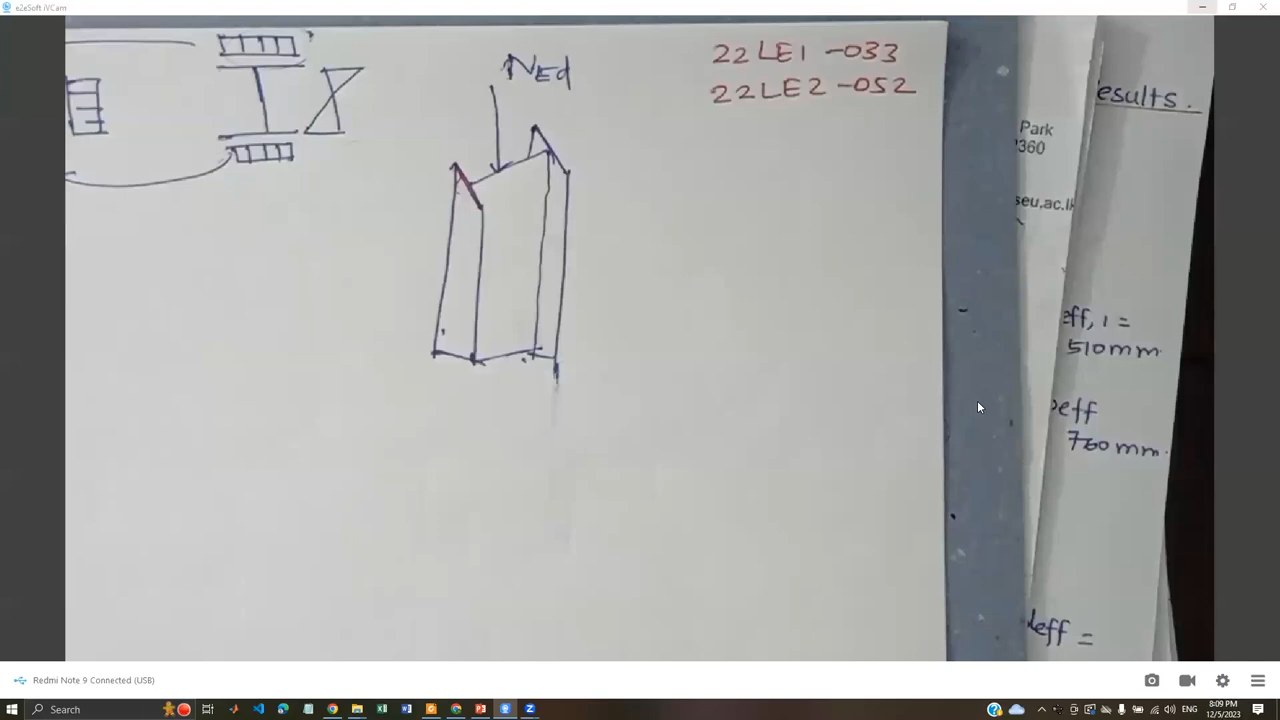 e2eSoft iVCam
NEd
22LE1 -033
22LE2 -052
esults.
Park
7360
seu,ac.lk
eff, 1 =
510mm
eff
760mm.
eff =
Redmi Note 9 Connected (USB)
Search
ENG
8:09 PM
12/5/2023